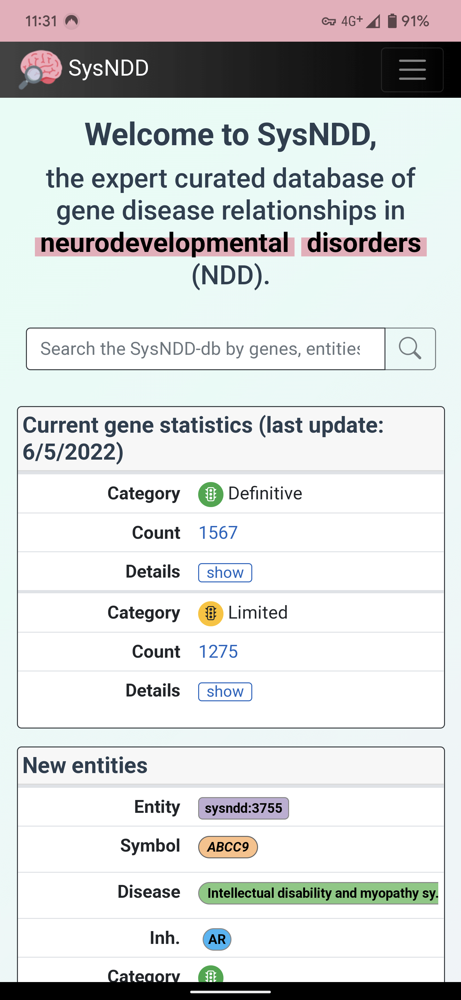 11:31 4G+ 91%
SysNDD
Welcome to SysNDD,
the expert curated database of
gene disease relationships in
neurodevelopmental disorders
(NDD).
Search the SysNDD-db by genes, entities
Current gene statistics (last update:
6/5/2022)
Category Definitive
Count 1567
Details show
Category Limited
Count 1275
Details show
New entities
Entity sysndd:3755
Symbol ABCC9
Disease Intellectual disability and myopathy sy.
Inh. AR
Category